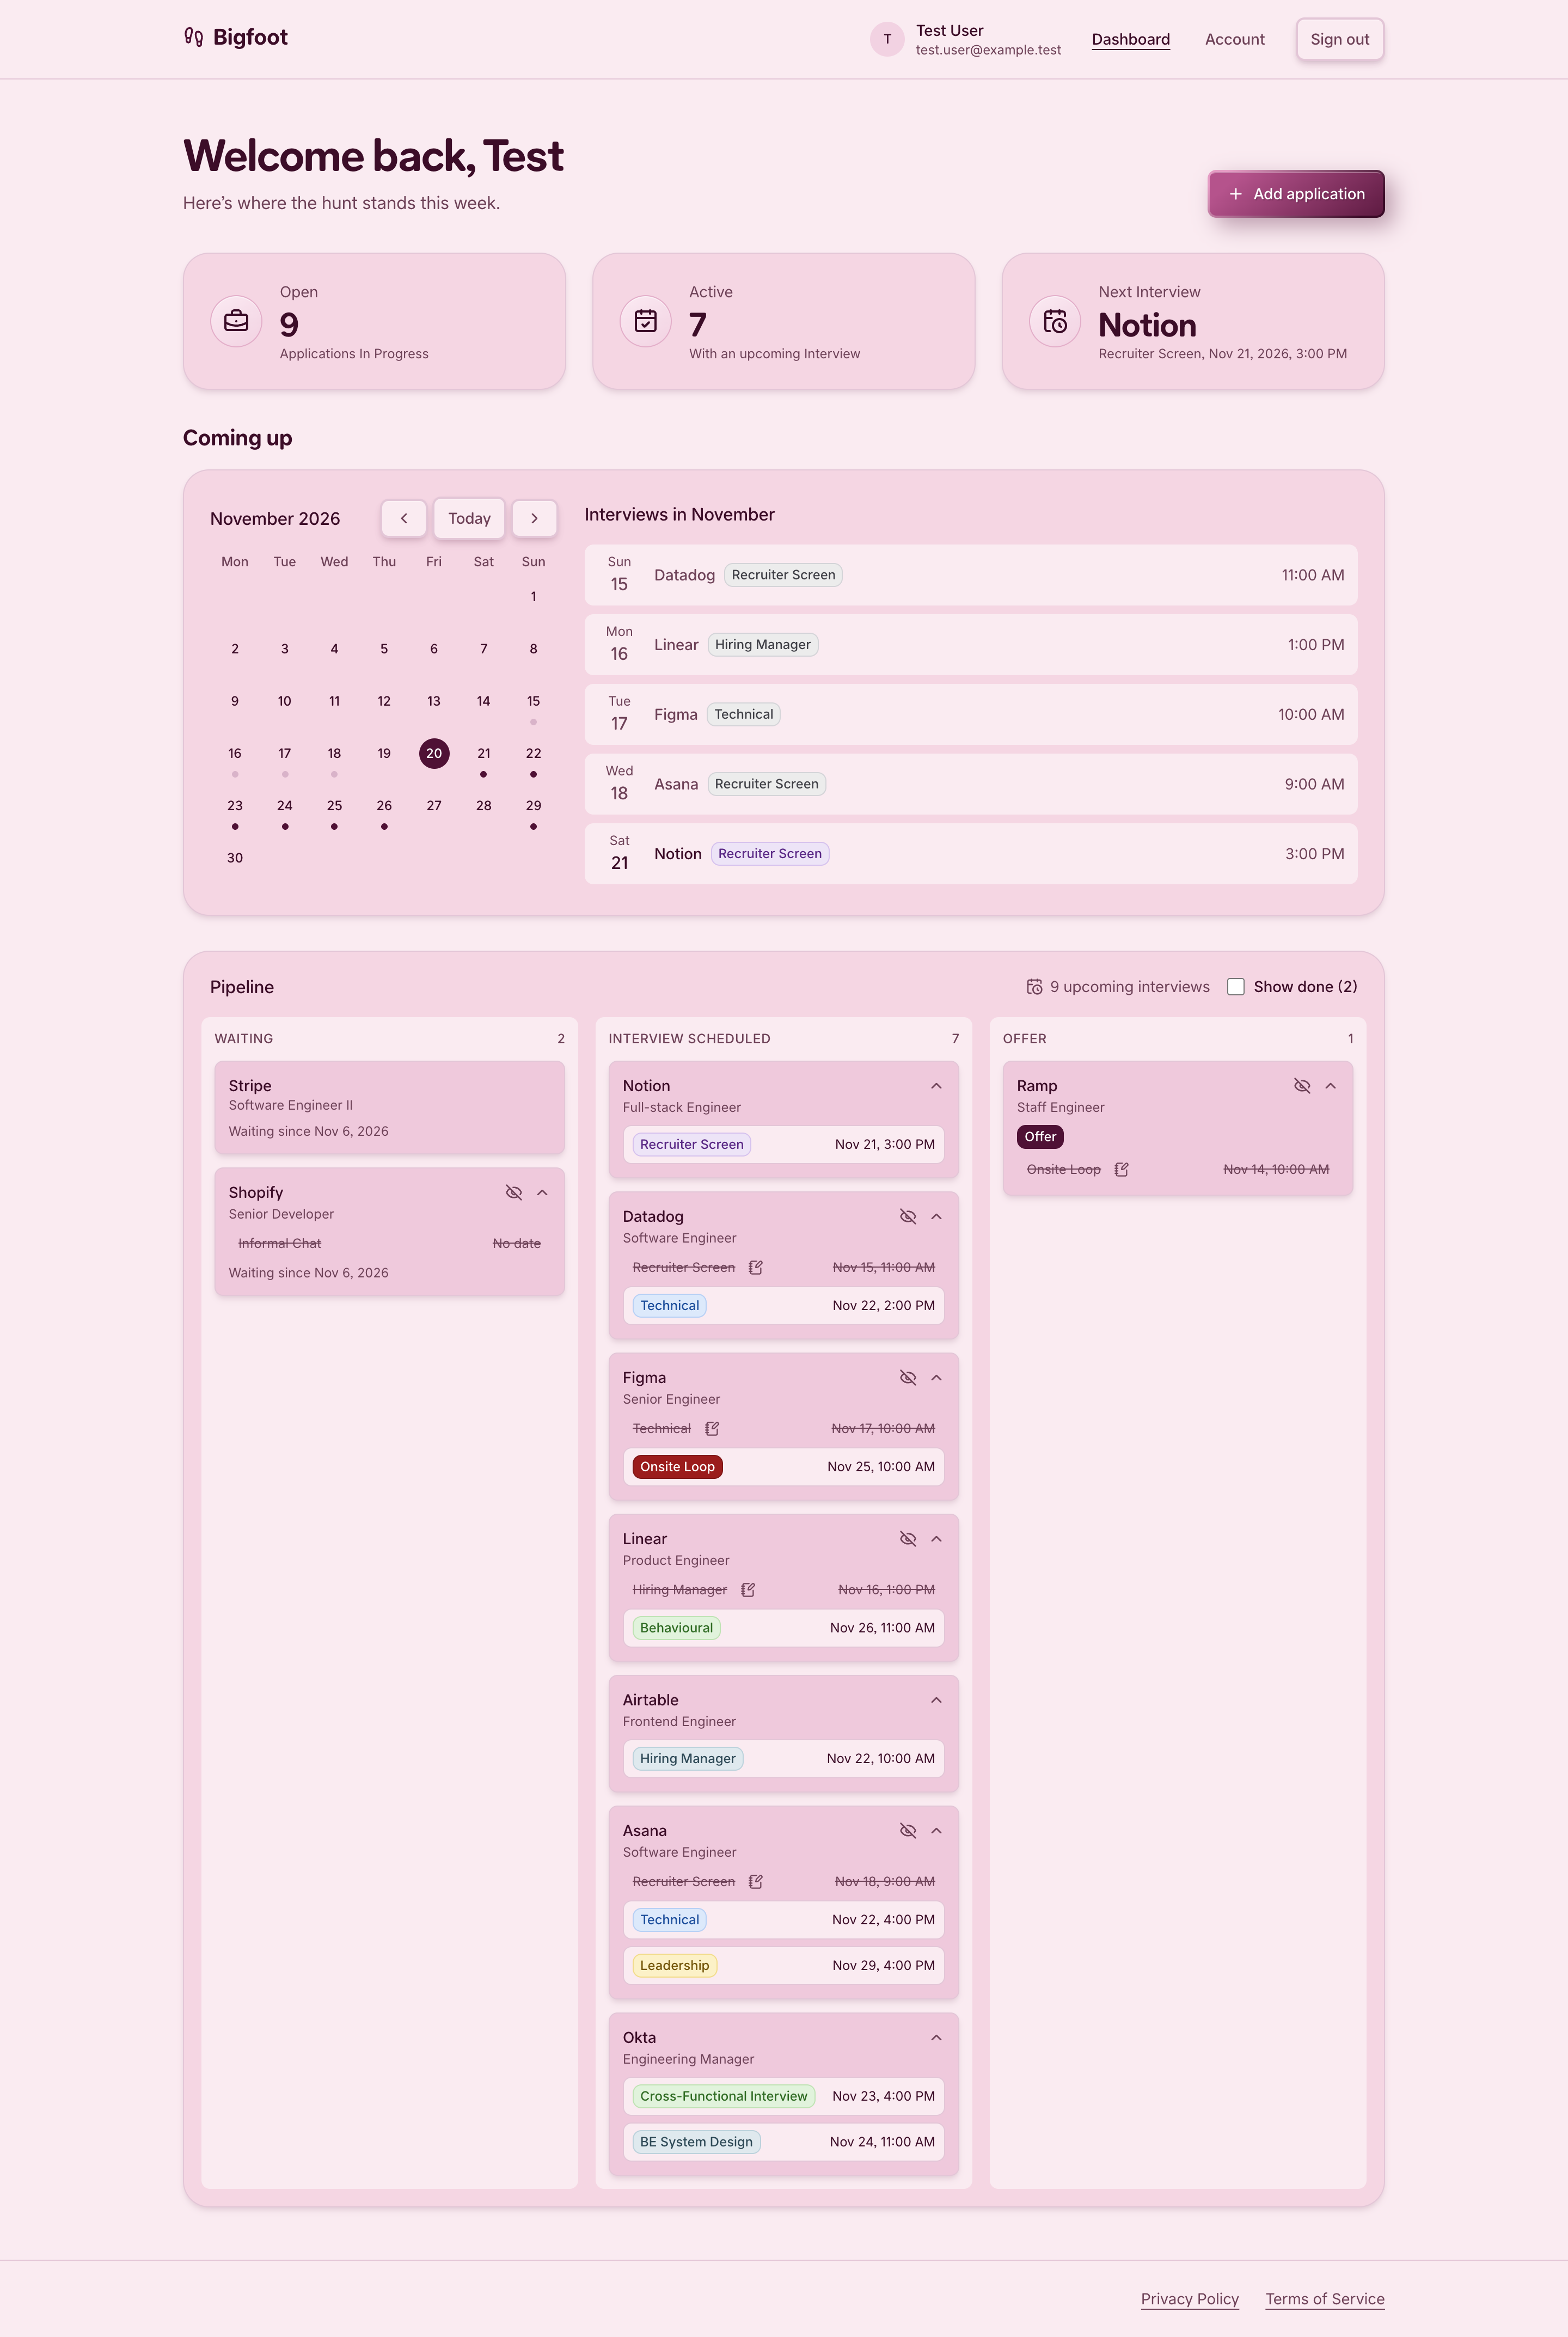 Bigfoot
T
Test User
test.user@example.test
Dashboard
Account
Sign out
Welcome back, Test
Here’s where the hunt stands this week.
Add application
Open
9
Applications In Progress
Active
7
With an upcoming Interview
Next Interview
Notion
Recruiter Screen, Nov 21, 2026, 3:00 PM
Coming up
November 2026
Today
Mon Tue Wed Thu Fri Sat Sun
1
2 3 4 5 6 7 8
9 10 11 12 13 14 15
16 17 18 19 20 21 22
23 24 25 26 27 28 29
30
Interviews in November
Sun
15
Datadog Recruiter Screen 11:00 AM
Mon
16
Linear Hiring Manager 1:00 PM
Tue
17
Figma Technical 10:00 AM
Wed
18
Asana Recruiter Screen 9:00 AM
Sat
21
Notion Recruiter Screen 3:00 PM
Pipeline
9 upcoming interviews
Show done (2)
WAITING 2
Stripe
Software Engineer II
Waiting since Nov 6, 2026
Shopify
Senior Developer
Informal Chat No date
Waiting since Nov 6, 2026
INTERVIEW SCHEDULED 7
Notion
Full-stack Engineer
Recruiter Screen Nov 21, 3:00 PM
Datadog
Software Engineer
Recruiter Screen Nov 15, 11:00 AM
Technical Nov 22, 2:00 PM
Figma
Senior Engineer
Technical Nov 17, 10:00 AM
Onsite Loop Nov 25, 10:00 AM
Linear
Product Engineer
Hiring Manager Nov 16, 1:00 PM
Behavioural Nov 26, 11:00 AM
Airtable
Frontend Engineer
Hiring Manager Nov 22, 10:00 AM
Asana
Software Engineer
Recruiter Screen Nov 18, 9:00 AM
Technical Nov 22, 4:00 PM
Leadership Nov 29, 4:00 PM
Okta
Engineering Manager
Cross-Functional Interview Nov 23, 4:00 PM
BE System Design Nov 24, 11:00 AM
OFFER 1
Ramp
Staff Engineer
Offer
Onsite Loop Nov 14, 10:00 AM
Privacy Policy
Terms of Service